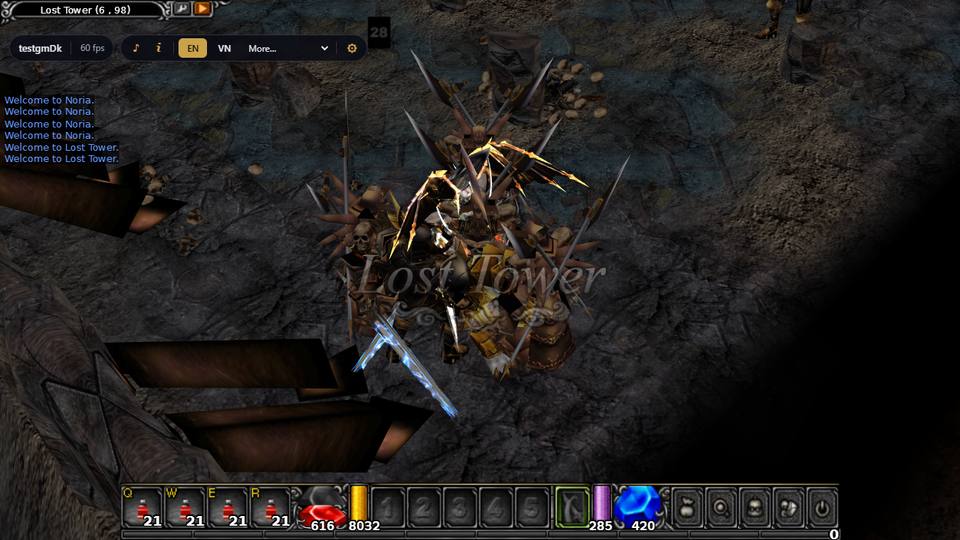 Lost Tower (6 , 98)
testgmDk
60 fps
i
EN
VN
More...
28
Welcome to Noria.
Welcome to Noria.
Welcome to Noria.
Welcome to Noria.
Welcome to Lost Tower.
Welcome to Lost Tower.
Lost Tower
Q W E R
21 21 21 21 616 8032 1 2 3 4 5 285 420
0